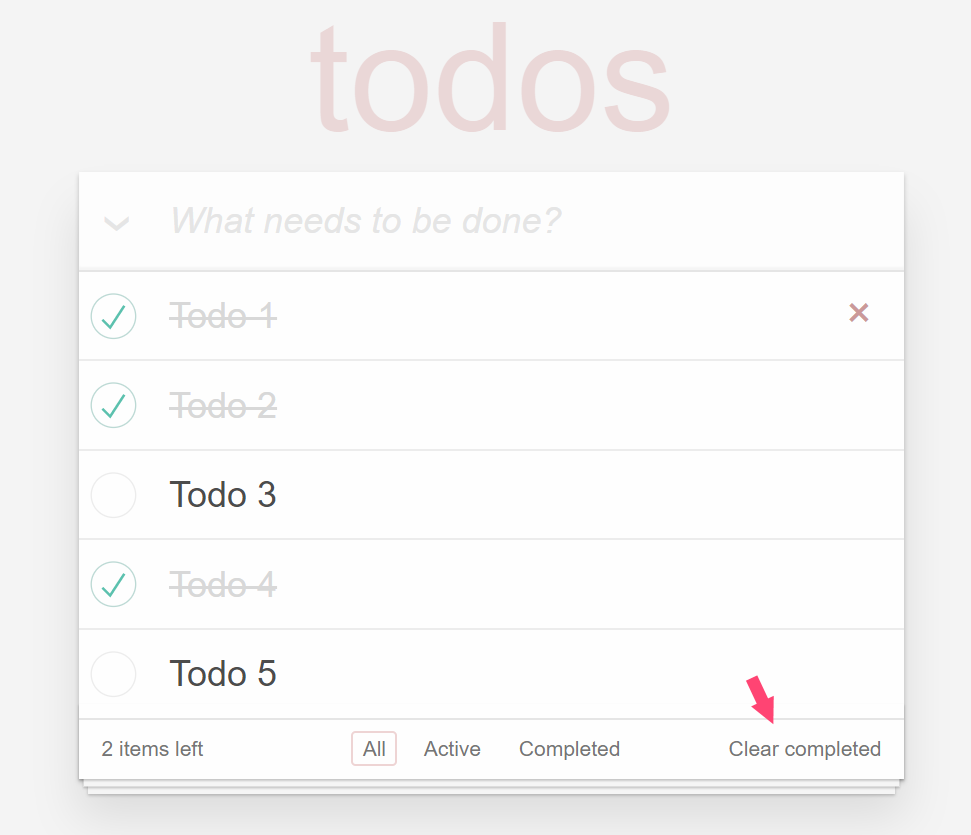 todos
What needs to be done?
Todo 1
Todo 2
Todo 3
Todo 4
Todo 5
2 items left All Active Completed Clear completed